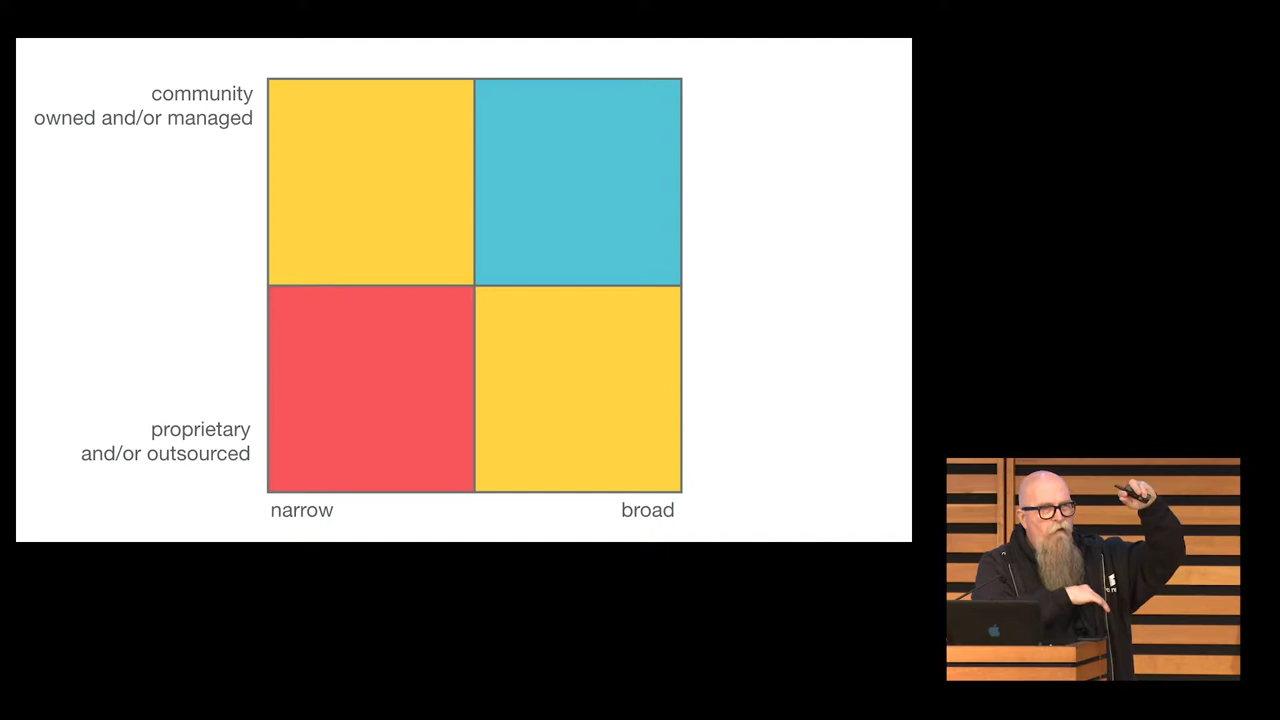 community
owned and/or managed
proprietary
and/or outsourced
narrow
broad